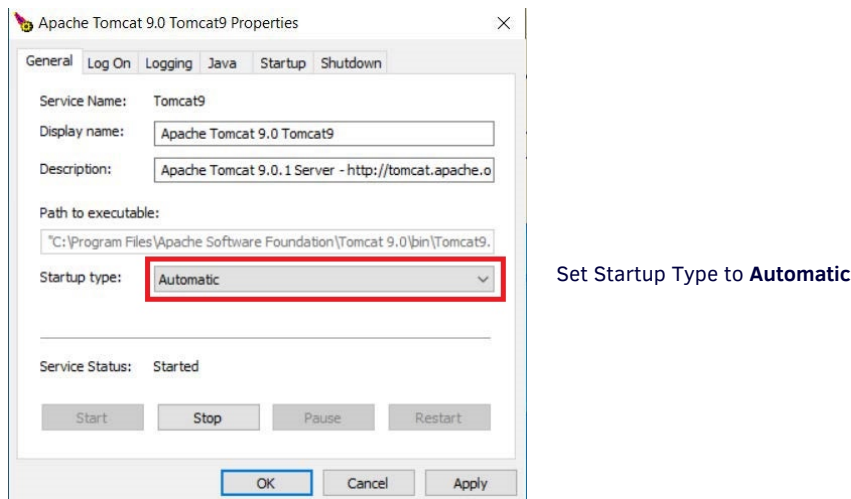 Apache Tomcat 9.0 Tomcat9 Properties
General Log On Logging Java Startup Shutdown
Service Name: Tomcat9
Display name: Apache Tomcat 9.0 Tomcat9
Description: Apache Tomcat 9.0.1 Server - http://tomcat.apache.o
Path to executable:
"C:\Program Files\Apache Software Foundation\Tomcat 9.0\bin\Tomcat9.
Startup type: Automatic
Set Startup Type to Automatic
Service Status: Started
Start Stop Pause Restart
OK Cancel Apply